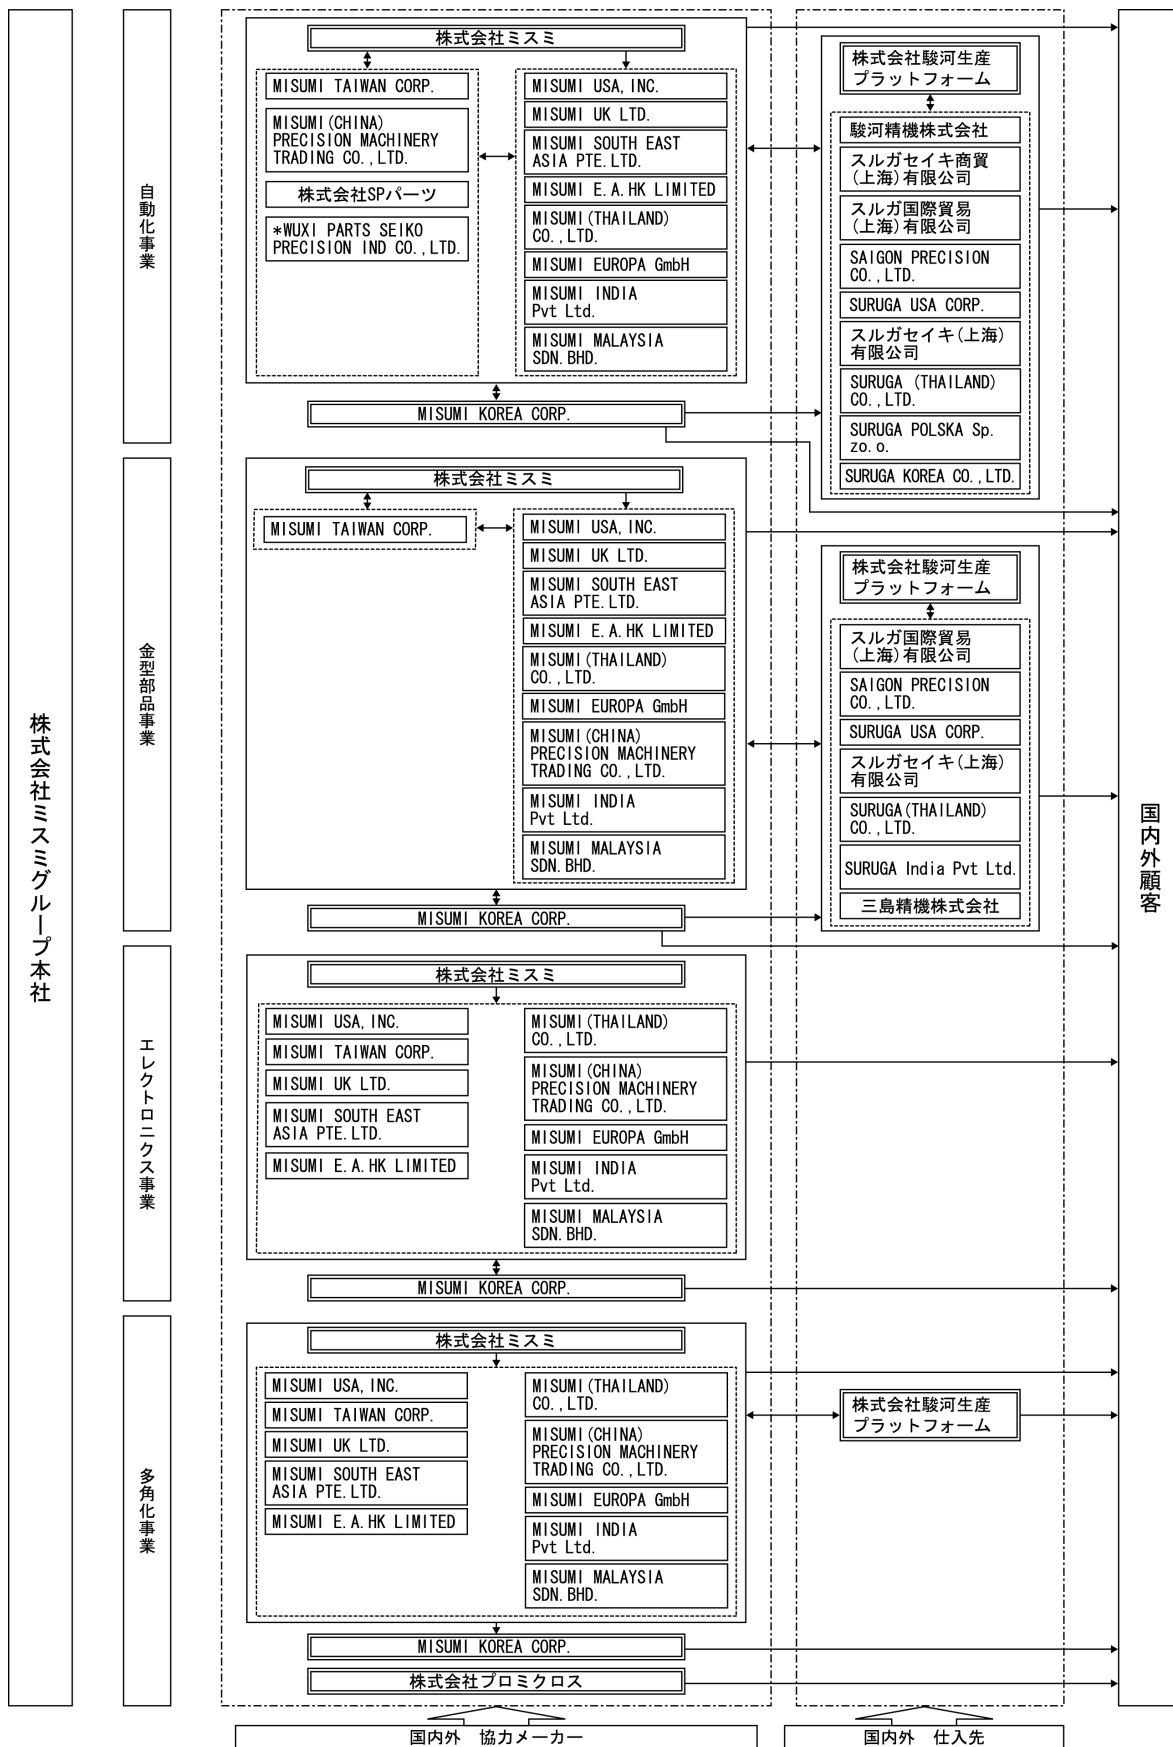 株式会社ミスミグループ本社
自動化事業
株式会社ミスミ
MISUMI TAIWAN CORP.
MISUMI(CHINA)
PRECISION MACHINERY
TRADING CO.,LTD.
株式会社SPパーツ
*WUXI PARTS SEIKO
PRECISION IND CO.,LTD.
MISUMI USA, INC.
MISUMI UK LTD.
MISUMI SOUTH EAST
ASIA PTE.LTD.
MISUMI E.A.HK LIMITED
MISUMI(THAILAND)
CO.,LTD.
MISUMI EUROPA GmbH
MISUMI INDIA
Pvt Ltd.
MISUMI MALAYSIA
SDN.BHD.
MISUMI KOREA CORP.
株式会社駿河生産
プラットフォーム
駿河精機株式会社
スルガセイキ商貿
(上海)有限公司
スルガ国際貿易
(上海)有限公司
SAIGON PRECISION
CO.,LTD.
SURUGA USA CORP.
スルガセイキ(上海)
有限公司
SURUGA (THAILAND)
CO.,LTD.
SURUGA POLSKA Sp.
zo.o.
SURUGA KOREA CO.,LTD.
金型部品事業
株式会社ミスミ
MISUMI TAIWAN CORP.
MISUMI USA, INC.
MISUMI UK LTD.
MISUMI SOUTH EAST
ASIA PTE.LTD.
MISUMI E.A.HK LIMITED
MISUMI(THAILAND)
CO.,LTD.
MISUMI EUROPA GmbH
MISUMI(CHINA)
PRECISION MACHINERY
TRADING CO.,LTD.
MISUMI INDIA
Pvt Ltd.
MISUMI MALAYSIA
SDN.BHD.
MISUMI KOREA CORP.
株式会社駿河生産
プラットフォーム
スルガ国際貿易
(上海)有限公司
SAIGON PRECISION
CO.,LTD.
SURUGA USA CORP.
スルガセイキ(上海)
有限公司
SURUGA(THAILAND)
CO.,LTD.
SURUGA India Pvt Ltd.
三島精機株式会社
エレクトロニクス事業
株式会社ミスミ
MISUMI USA, INC.
MISUMI TAIWAN CORP.
MISUMI UK LTD.
MISUMI SOUTH EAST
ASIA PTE.LTD.
MISUMI E.A.HK LIMITED
MISUMI(THAILAND)
CO.,LTD.
MISUMI(CHINA)
PRECISION MACHINERY
TRADING CO.,LTD.
MISUMI EUROPA GmbH
MISUMI INDIA
Pvt Ltd.
MISUMI MALAYSIA
SDN.BHD.
MISUMI KOREA CORP.
多角化事業
株式会社ミスミ
MISUMI USA, INC.
MISUMI TAIWAN CORP.
MISUMI UK LTD.
MISUMI SOUTH EAST
ASIA PTE.LTD.
MISUMI E.A.HK LIMITED
MISUMI(THAILAND)
CO.,LTD.
MISUMI(CHINA)
PRECISION MACHINERY
TRADING CO.,LTD.
MISUMI EUROPA GmbH
MISUMI INDIA
Pvt Ltd.
MISUMI MALAYSIA
SDN.BHD.
MISUMI KOREA CORP.
株式会社プロミクロス
株式会社駿河生産
プラットフォーム
国内外顧客
国内外 協力メーカー
国内外 仕入先